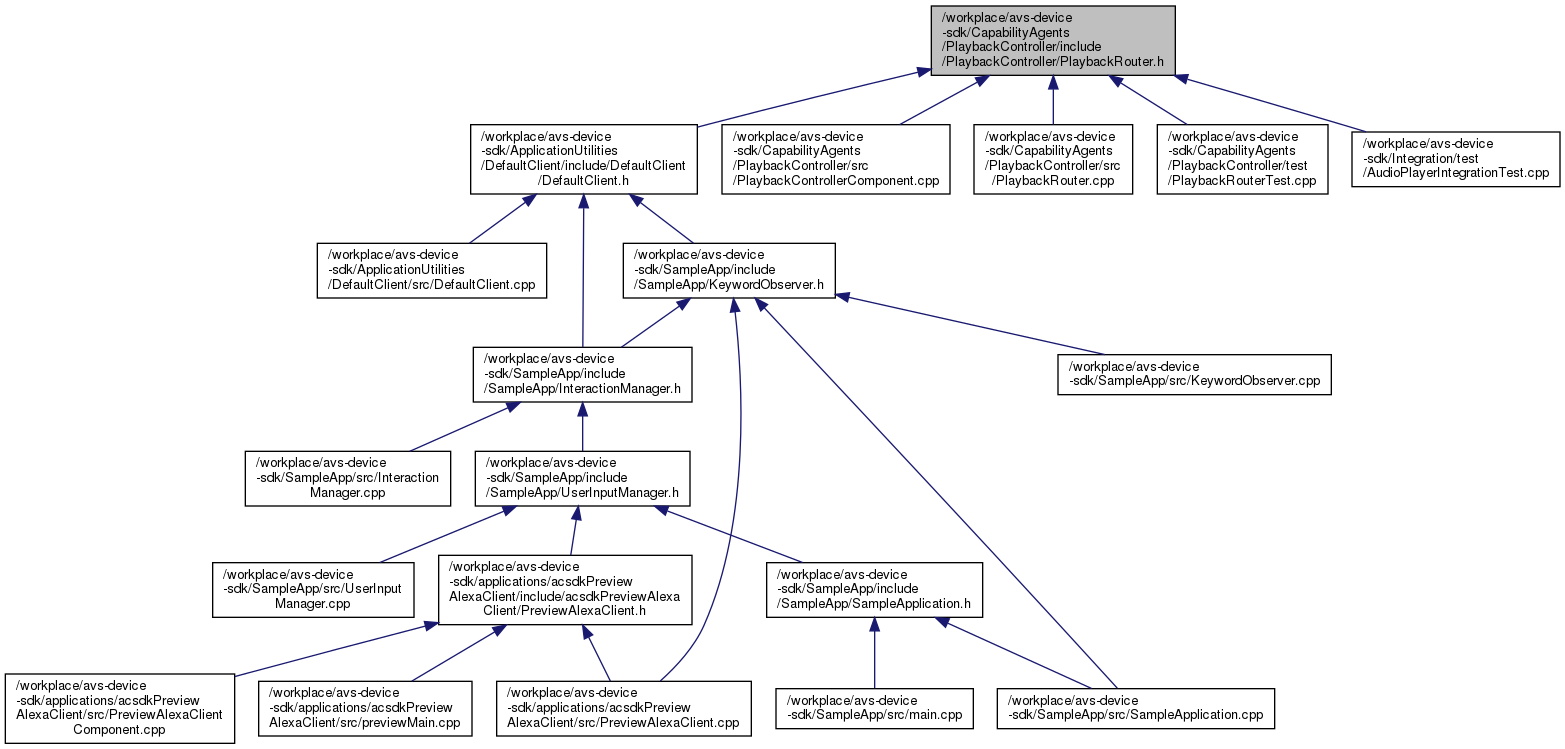 /workplace/avs-device
-sdk/CapabilityAgents
/PlaybackController/include
/PlaybackController/PlaybackRouter.h
/workplace/avs-device
-sdk/ApplicationUtilities
/DefaultClient/include/DefaultClient
/DefaultClient.h
/workplace/avs-device
-sdk/CapabilityAgents
/PlaybackController/src
/PlaybackControllerComponent.cpp
/workplace/avs-device
-sdk/CapabilityAgents
/PlaybackController/src
/PlaybackRouter.cpp
/workplace/avs-device
-sdk/CapabilityAgents
/PlaybackController/test
/PlaybackRouterTest.cpp
/workplace/avs-device
-sdk/Integration/test
/AudioPlayerIntegrationTest.cpp
/workplace/avs-device
-sdk/ApplicationUtilities
/DefaultClient/src/DefaultClient.cpp
/workplace/avs-device
-sdk/SampleApp/include
/SampleApp/KeywordObserver.h
/workplace/avs-device
-sdk/SampleApp/include
/SampleApp/InteractionManager.h
/workplace/avs-device
-sdk/SampleApp/src/KeywordObserver.cpp
/workplace/avs-device
-sdk/SampleApp/src/Interaction
Manager.cpp
/workplace/avs-device
-sdk/SampleApp/include
/SampleApp/UserInputManager.h
/workplace/avs-device
-sdk/SampleApp/src/UserInput
Manager.cpp
/workplace/avs-device
-sdk/applications/acsdkPreview
AlexaClient/include/acsdkPreviewAlexa
Client/PreviewAlexaClient.h
/workplace/avs-device
-sdk/SampleApp/include
/SampleApp/SampleApplication.h
/workplace/avs-device
-sdk/applications/acsdkPreview
AlexaClient/src/PreviewAlexaClient
Component.cpp
/workplace/avs-device
-sdk/applications/acsdkPreview
AlexaClient/src/previewMain.cpp
/workplace/avs-device
-sdk/applications/acsdkPreview
AlexaClient/src/PreviewAlexaClient.cpp
/workplace/avs-device
-sdk/SampleApp/src/main.cpp
/workplace/avs-device
-sdk/SampleApp/src/SampleApplication.cpp